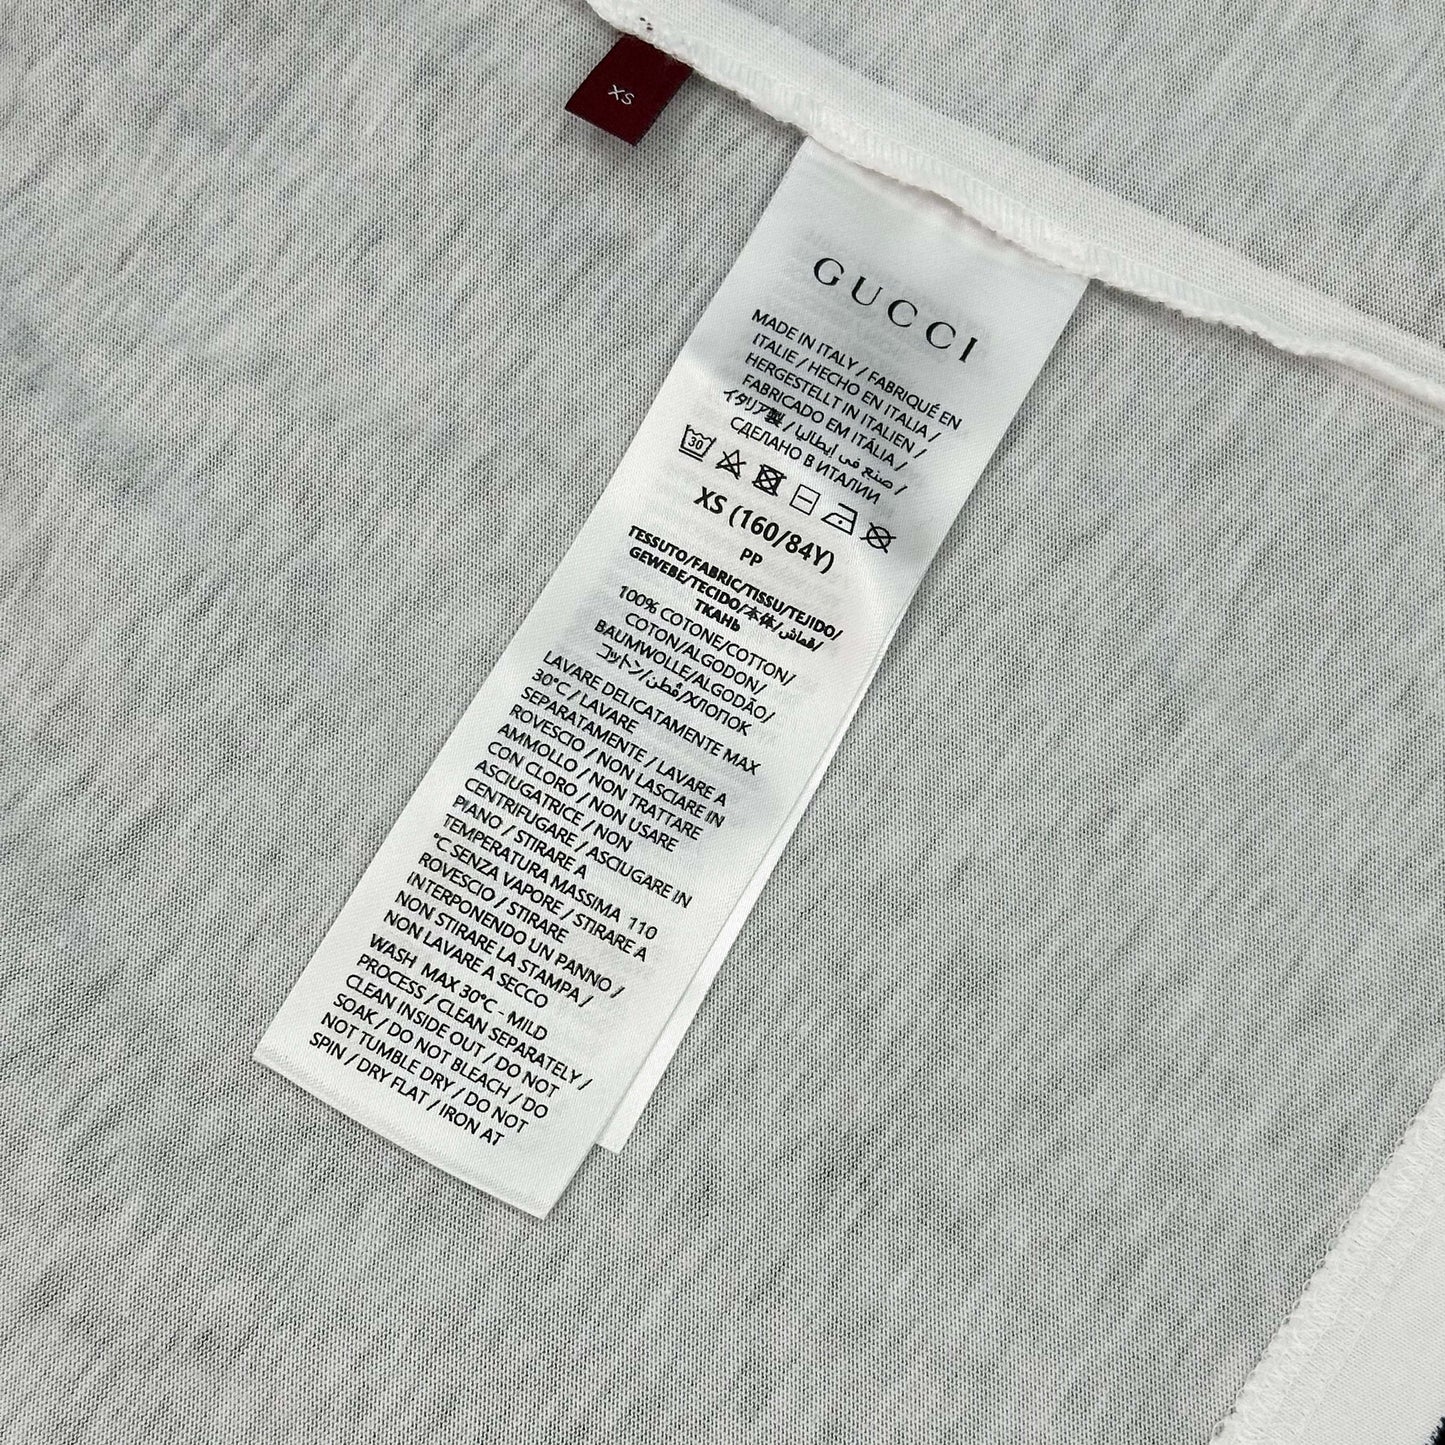 XS
GUCCI
MADE IN ITALY / FABRIQUÉ EN
ITALIE / HECHO EN ITALIA /
HERGESTELLT IN ITALIEN /
FABRICADO EM ITÁLIA /
イタリア製 / صنع في إيطاليا /
СДЕЛАНО В ИТАЛИИ
30
XS (160/84Y)
PP
TESSUTO/FABRIC/TISSU/TEJIDO/
GEWEBE/TECIDO/本体/قماش/
ТКАНЬ
100% COTONE/COTTON/
COTON/ALGODON/
BAUMWOLLE/ALGODÃO/
コットン/قُطن/ХЛОПОК
LAVARE DELICATAMENTE MAX
30°C / LAVARE
SEPARATAMENTE / LAVARE A
ROVESCIO / NON LASCIARE IN
AMMOLLO / NON TRATTARE
CON CLORO / NON USARE
ASCIUGATRICE / NON
CENTRIFUGARE / ASCIUGARE IN
PIANO / STIRARE A
TEMPERATURA MASSIMA 110
°C SENZA VAPORE / STIRARE A
ROVESCIO / STIRARE
INTERPONENDO UN PANNO /
NON STIRARE LA STAMPA /
NON LAVARE A SECCO
WASH MAX 30°C - MILD
PROCESS / CLEAN SEPARATELY /
CLEAN INSIDE OUT / DO NOT
SOAK / DO NOT BLEACH / DO
NOT TUMBLE DRY / DO NOT
SPIN / DRY FLAT / IRON AT